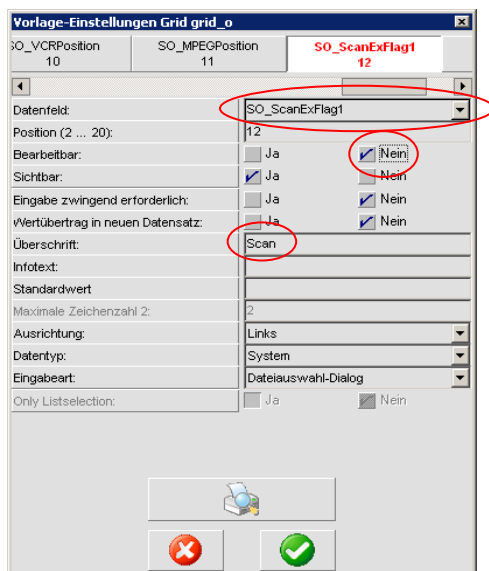 Vorlage-Einstellungen Grid grid_o
SO_VCRPosition SO_MPEGPosition SO_ScanExFlag1
10 11 12
Datenfeld: SO_ScanExFlag1
Position (2 ... 20): 12
Bearbeitbar: Ja Nein
Sichtbar: Ja Nein
Eingabe zwingend erforderlich: Ja Nein
Wertübertrag in neuen Datensatz: Ja Nein
Überschrift: Scan
Infotext:
Standardwert
Maximale Zeichenzahl 2: 2
Ausrichtung: Links
Datentyp: System
Eingabeart: Dateiauswahl-Dialog
Only Listselection: Ja Nein